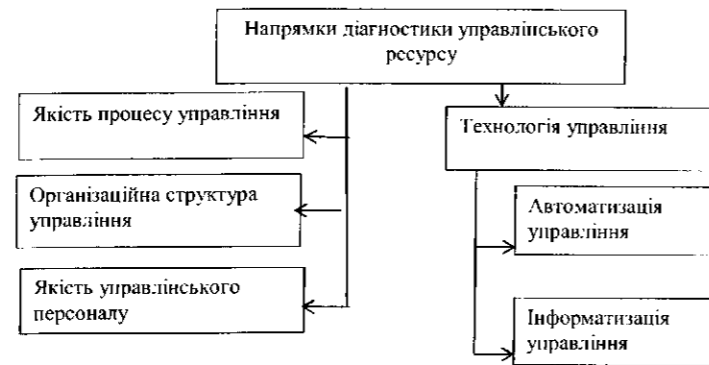 Напрямки діагностики управлінського
ресурсу
Якість процесу управління
Технологія управління
Організаційна структура
управління
Автоматизація
управління
Якість управлінського
персоналу
Інформатизація
управління